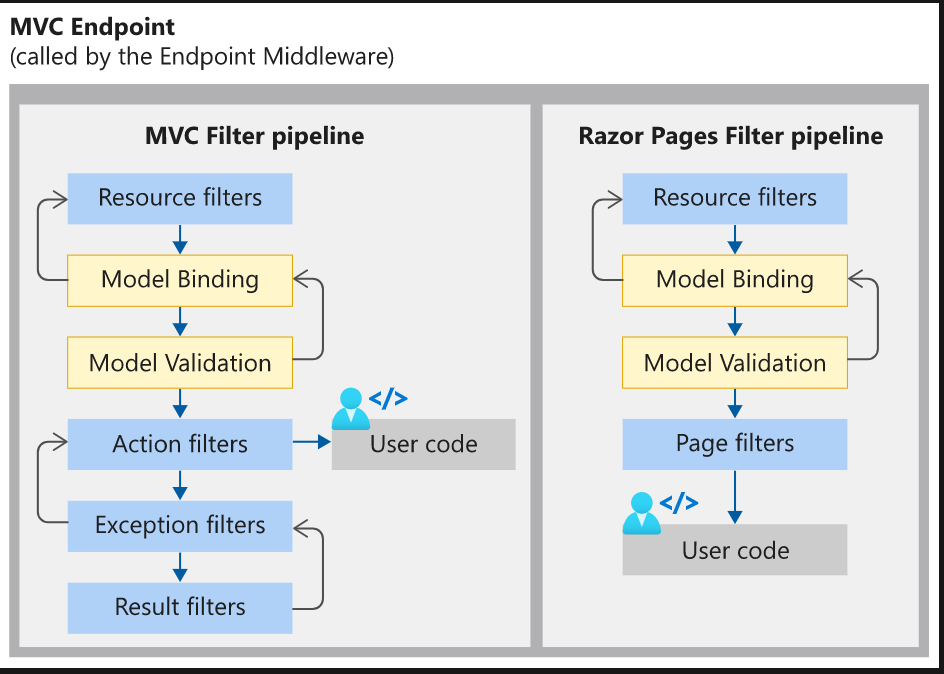 MVC Endpoint
(called by the Endpoint Middleware)
MVC Filter pipeline
Resource filters
Model Binding
Model Validation
</>
Action filters
User code
Exception filters
Result filters
Razor Pages Filter pipeline
Resource filters
Model Binding
Model Validation
Page filters
</>
User code